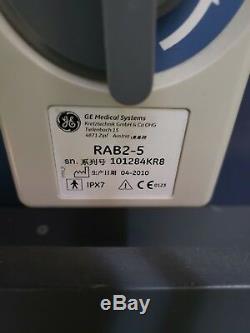 GE
GE Medical Systems
Kretztechnik GmbH & Co OHG
Tiefenbach 15
4871 Zipf Austria
RAB2-5
sn. 系列号 101284KR8
生产日期 04-2010
IPX7 CE 0123